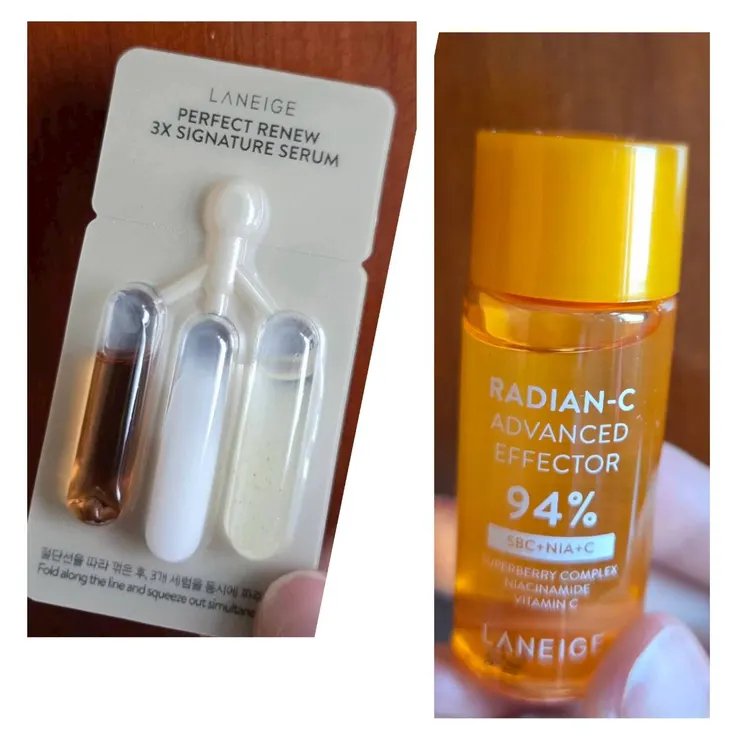 LANEIGE
PERFECT RENEW
3X SIGNATURE SERUM
절단선을 따라 꺾은 후, 3개 세럼을 동시에
Fold along the line and squeeze out
RADIAN-C
ADVANCED
EFFECTOR
94%
SBC+NIA+C
SUPERBERRY COMPLEX
NIACINAMIDE
VITAMIN C
LANEIGE